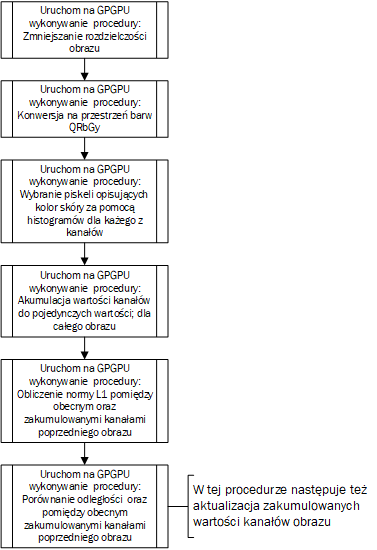 Uruchom na GPGPU
wykonywanie procedury:
Zmniejszanie rozdzielczości
obrazu
Uruchom na GPGPU
wykonywanie procedury:
Konwersja na przestrzeń barw
QRbGy
Uruchom na GPGPU
wykonywanie procedury:
Wybranie piskeli opisujących
kolor skóry za pomocą
histogramów dla każego z
kanałów
Uruchom na GPGPU
wykonywanie procedury:
Akumulacja wartości kanałów
do pojedynczych wartości; dla
całego obrazu
Uruchom na GPGPU
wykonywanie procedury:
Obliczenie normy L1 pomiędzy
obecnym oraz
zakumulowanymi kanałami
poprzedniego obrazu
Uruchom na GPGPU
wykonywanie procedury:
Porównanie odległości oraz
pomiędzy obecnym
zakumulowanymi kanałami
poprzedniego obrazu
W tej procedurze następuje też
aktualizacja zakumulowanych
wartości kanałów obrazu